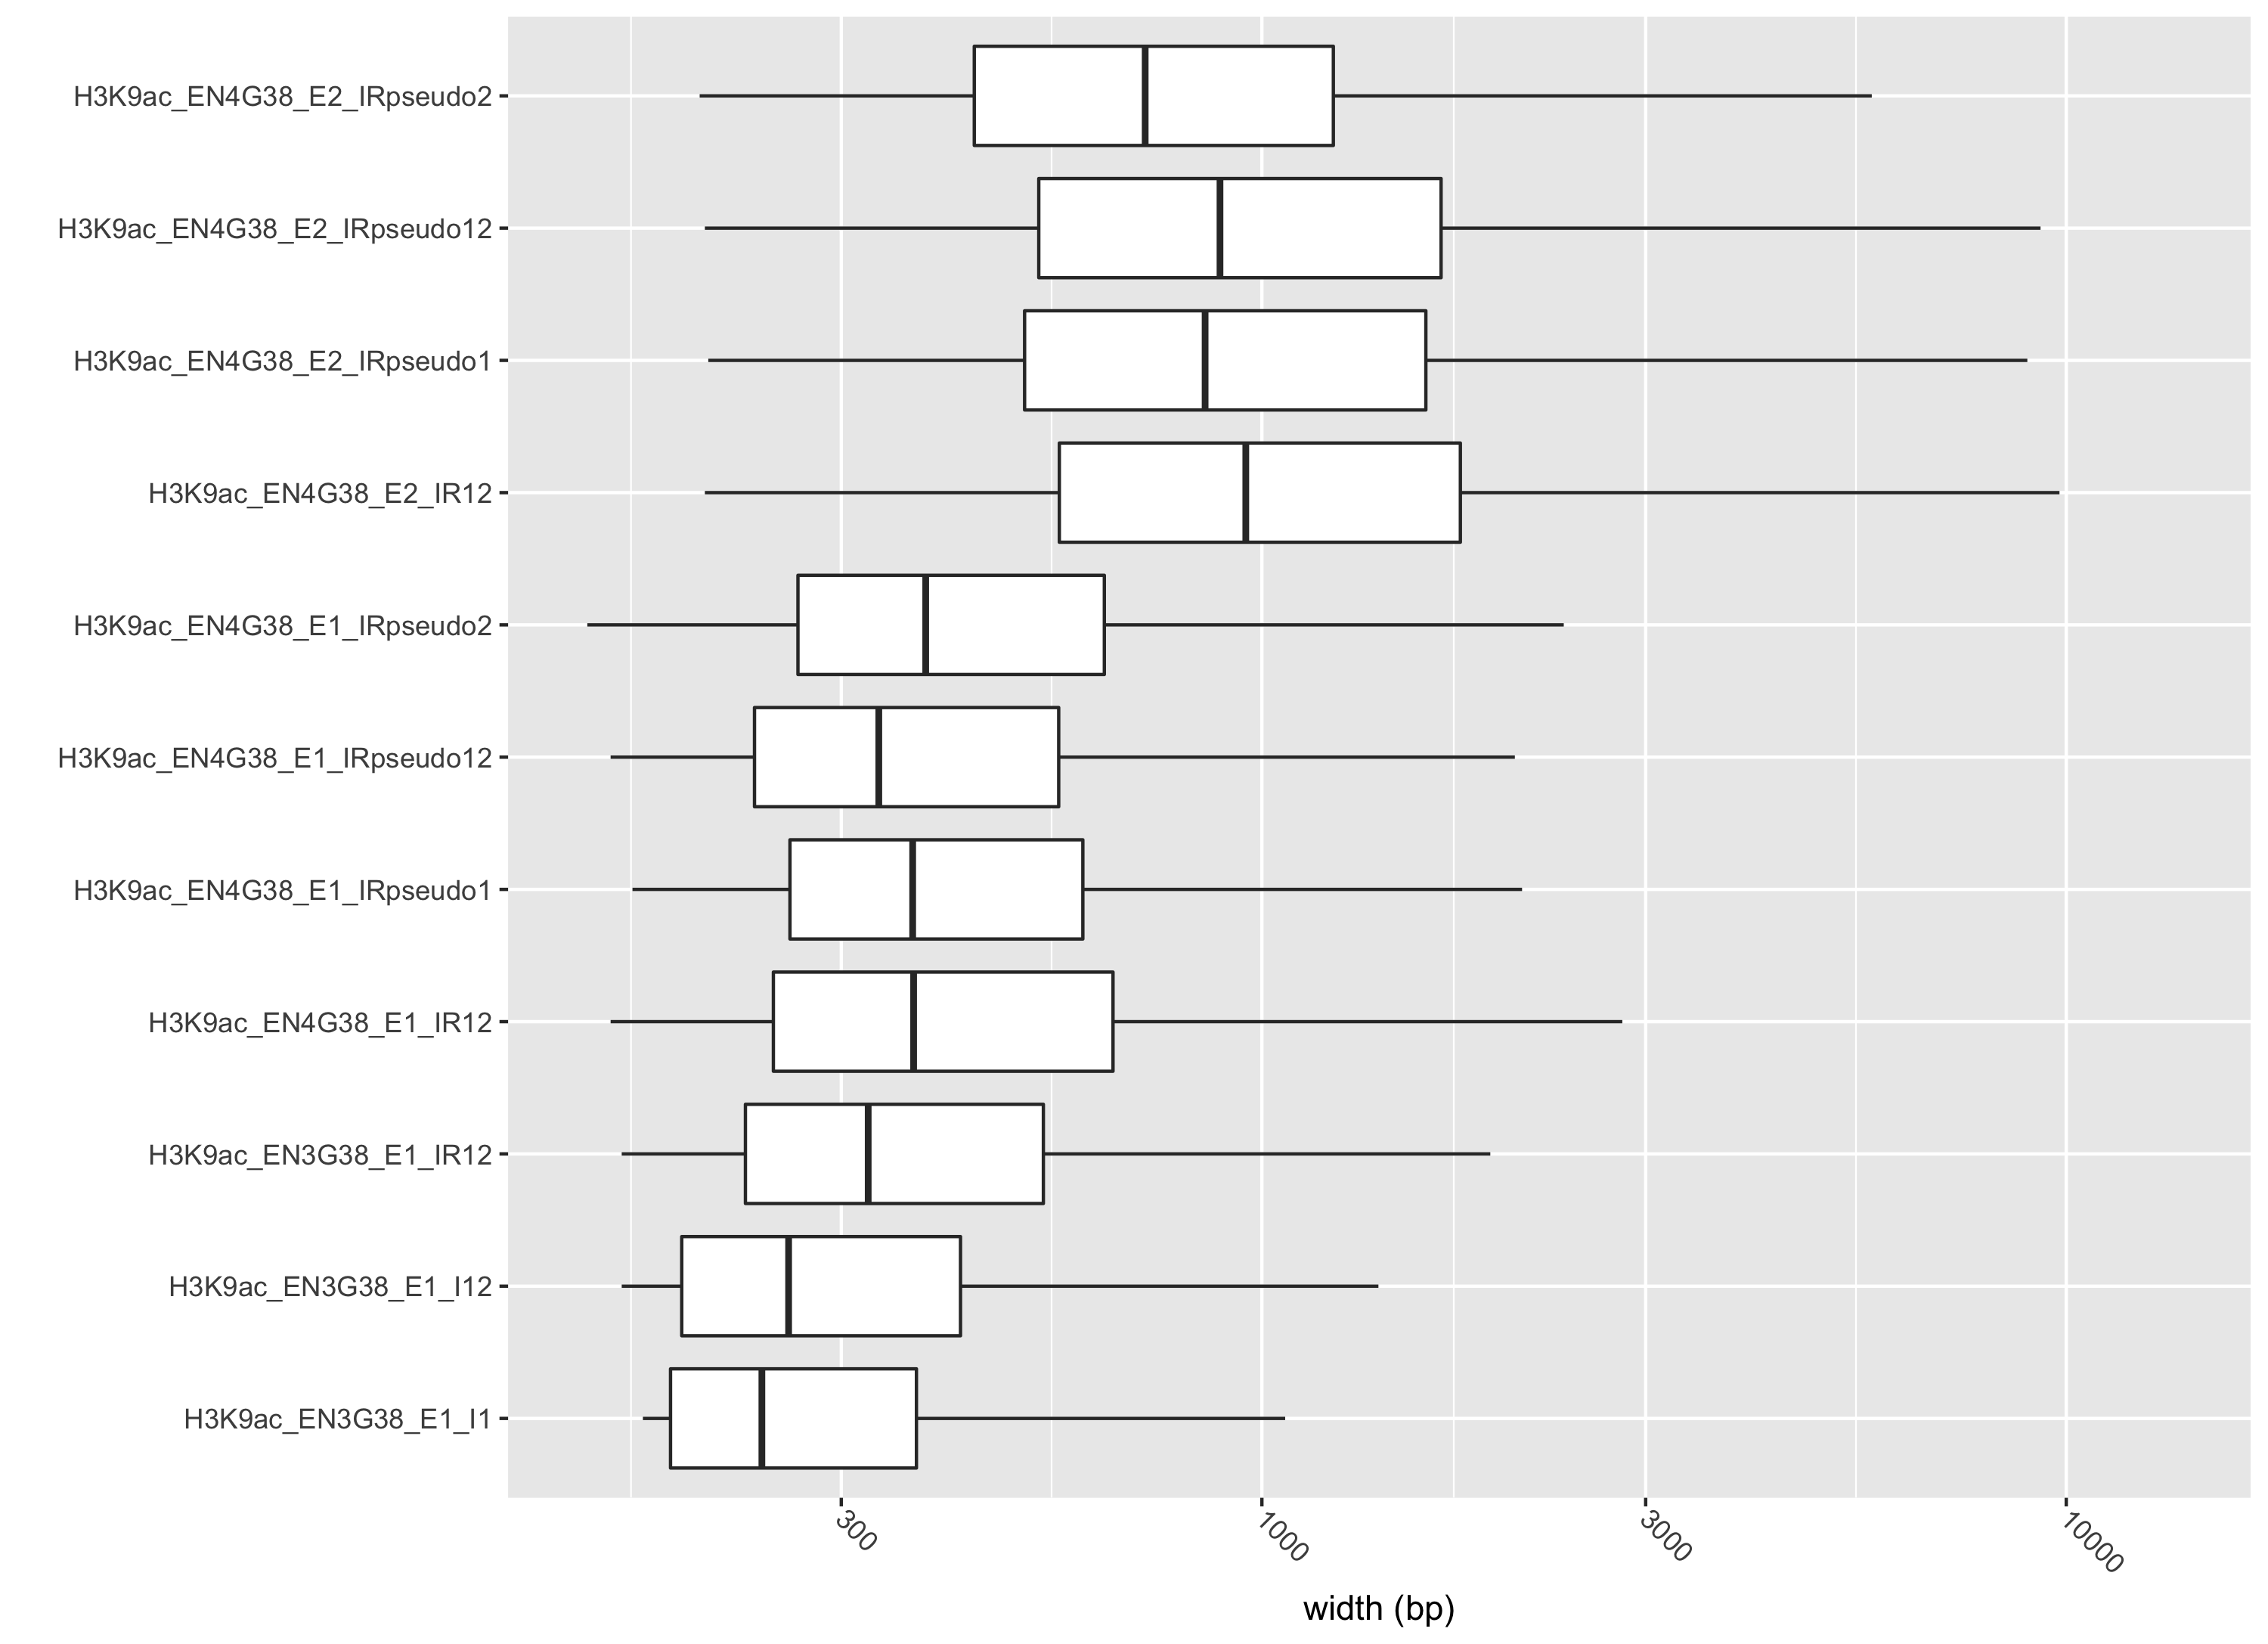 H3K9ac_EN4G38_E2_IRpseudo2
H3K9ac_EN4G38_E2_IRpseudo12
H3K9ac_EN4G38_E2_IRpseudo1
H3K9ac_EN4G38_E2_IR12
H3K9ac_EN4G38_E1_IRpseudo2
H3K9ac_EN4G38_E1_IRpseudo12
H3K9ac_EN4G38_E1_IRpseudo1
H3K9ac_EN4G38_E1_IR12
H3K9ac_EN3G38_E1_IR12
H3K9ac_EN3G38_E1_I12
H3K9ac_EN3G38_E1_I1
300
1000
3000
10000
width (bp)